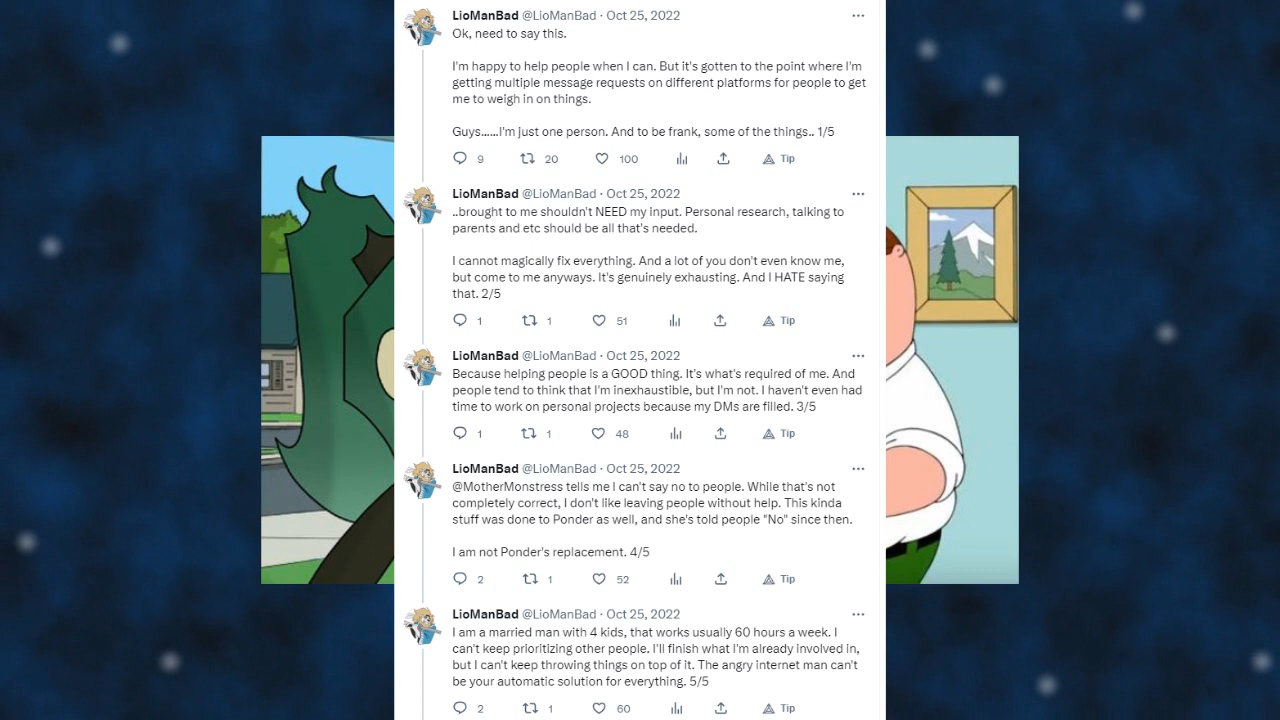 LioManBad @LioManBad · Oct 25, 2022
Ok, need to say this.
I'm happy to help people when I can. But it's gotten to the point where I'm
getting multiple message requests on different platforms for people to get
me to weigh in on things.
Guys......I'm just one person. And to be frank, some of the things.. 1/5
9 20 100 Tip
LioManBad @LioManBad · Oct 25, 2022
..brought to me shouldn't NEED my input. Personal research, talking to
parents and etc should be all that's needed.
I cannot magically fix everything. And a lot of you don't even know me,
but come to me anyways. It's genuinely exhausting. And I HATE saying
that. 2/5
1 1 51 Tip
LioManBad @LioManBad · Oct 25, 2022
Because helping people is a GOOD thing. It's what's required of me. And
people tend to think that I'm inexhaustible, but I'm not. I haven't even had
time to work on personal projects because my DMs are filled. 3/5
1 1 48 Tip
LioManBad @LioManBad · Oct 25, 2022
@MotherMonstress tells me I can't say no to people. While that's not
completely correct, I don't like leaving people without help. This kinda
stuff was done to Ponder as well, and she's told people "No" since then.
I am not Ponder's replacement. 4/5
2 1 52 Tip
LioManBad @LioManBad · Oct 25, 2022
I am a married man with 4 kids, that works usually 60 hours a week. I
can't keep prioritizing other people. I'll finish what I'm already involved in,
but I can't keep throwing things on top of it. The angry internet man can't
be your automatic solution for everything. 5/5
2 1 60 Tip